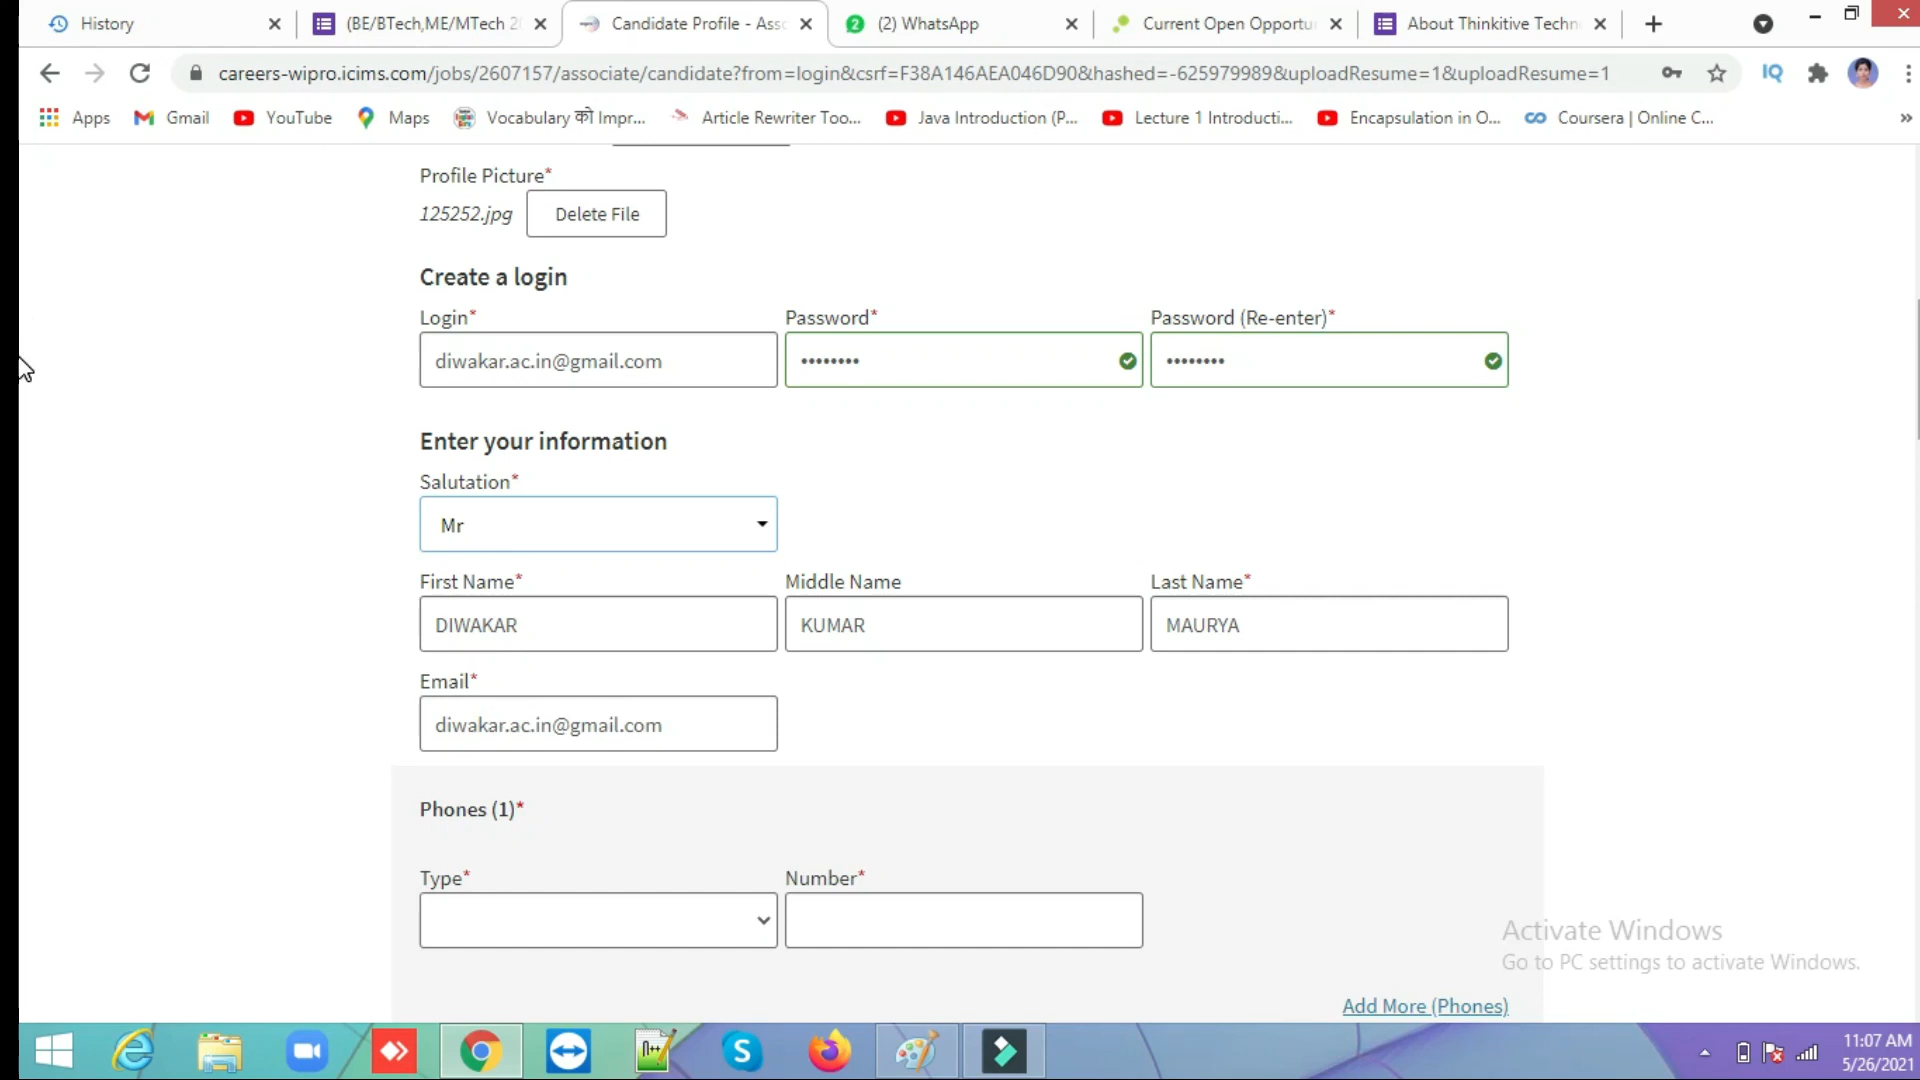 History
(BE/BTech,ME/MTech 2
Candidate Profile - Asso
2 (2) WhatsApp
Current Open Opportu
About Thinkitive Techn
careers-wipro.icims.com/jobs/2607157/associate/candidate?from=login&csrf=F38A146AEA046D90&hashed=-625979989&uploadResume=1&uploadResume=1
IQ
Apps
Gmail
YouTube
Maps
Vocabulary को Impr...
Article Rewriter Too...
Java Introduction (P...
Lecture 1 Introducti...
Encapsulation in O...
Coursera | Online C...
»
Profile Picture*
125252.jpg Delete File
Create a login
Login* Password* Password (Re-enter)*
diwakar.ac.in@gmail.com •••••••• ••••••••
Enter your information
Salutation*
Mr
First Name* Middle Name Last Name*
DIWAKAR KUMAR MAURYA
Email*
diwakar.ac.in@gmail.com
Phones (1)*
Type* Number*
Activate Windows
Go to PC settings to activate Windows.
Add More (Phones)
11:07 AM
5/26/2021